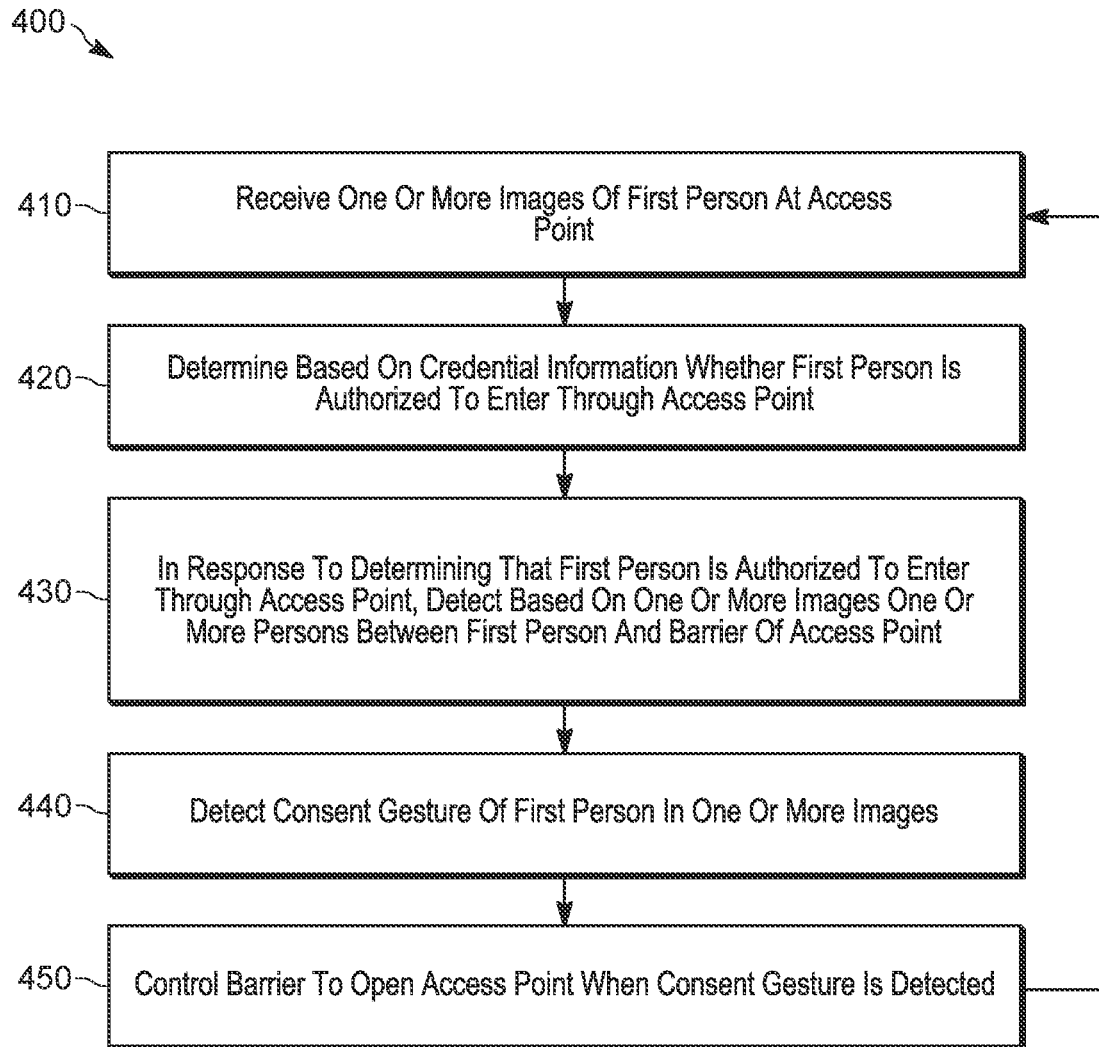 400
410
Receive One Or More Images Of First Person At Access
Point
420
Determine Based On Credential Information Whether First Person Is
Authorized To Enter Through Access Point
430
In Response To Determining That First Person Is Authorized To Enter
Through Access Point, Detect Based On One Or More Images One Or
More Persons Between First Person And Barrier Of Access Point
440
Detect Consent Gesture Of First Person In One Or More Images
450
Control Barrier To Open Access Point When Consent Gesture Is Detected